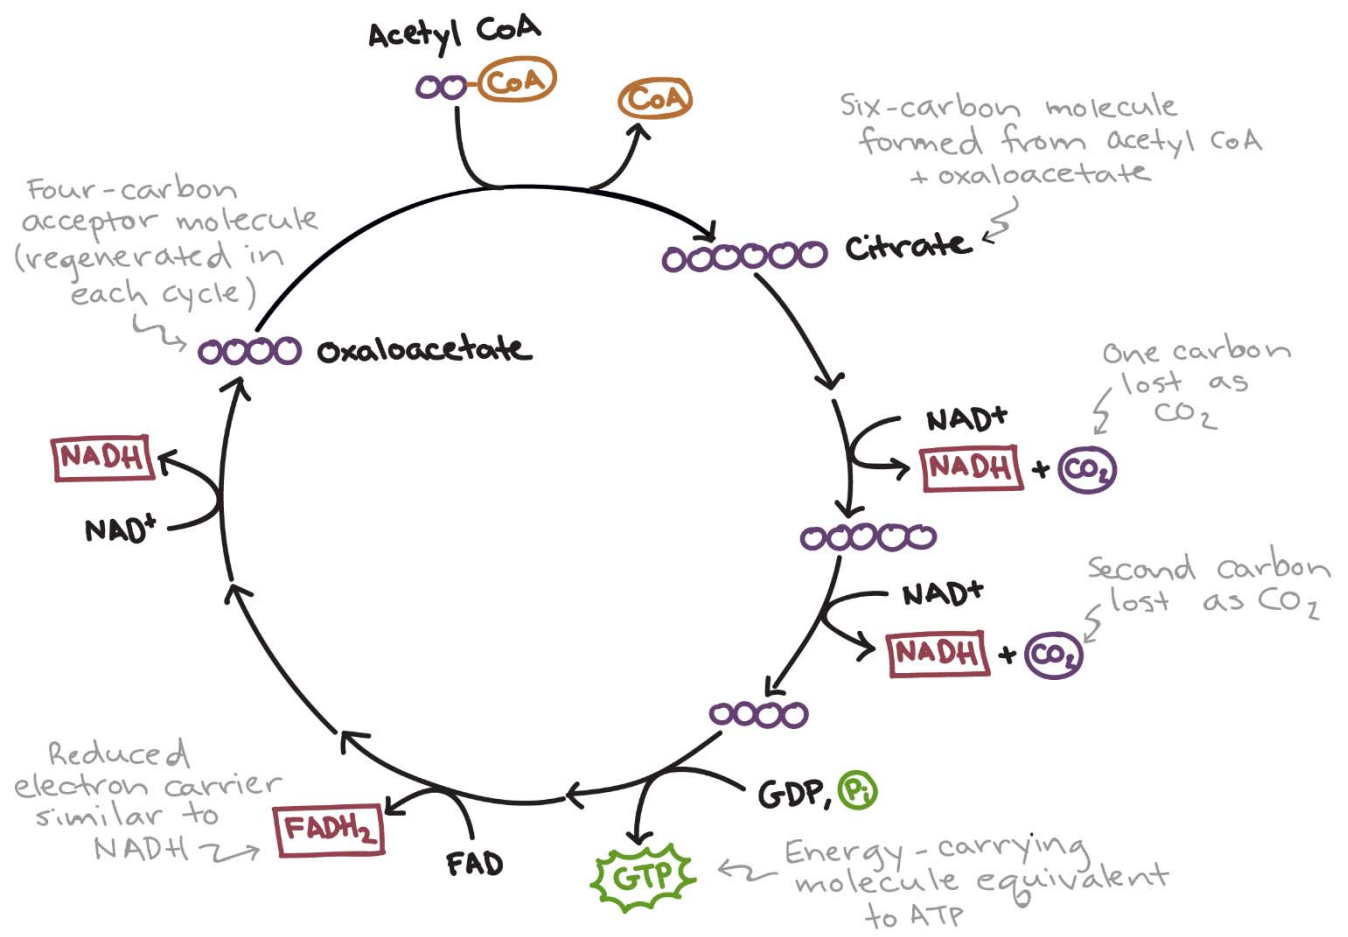 Acetyl CoA
CoA
CoA
Six-carbon molecule
formed from acetyl CoA
+ oxaloacetate
Citrate
Four-carbon
acceptor molecule
(regenerated in
each cycle)
Oxaloacetate
One carbon
lost as
CO₂
NAD+
NADH + CO₂
Second carbon
lost as CO₂
NAD+
NADH + CO₂
GDP, Pi
GTP
Energy-carrying
molecule equivalent
to ATP
FAD
FADH₂
Reduced
electron carrier
similar to
NADH
NAD⁺
NADH